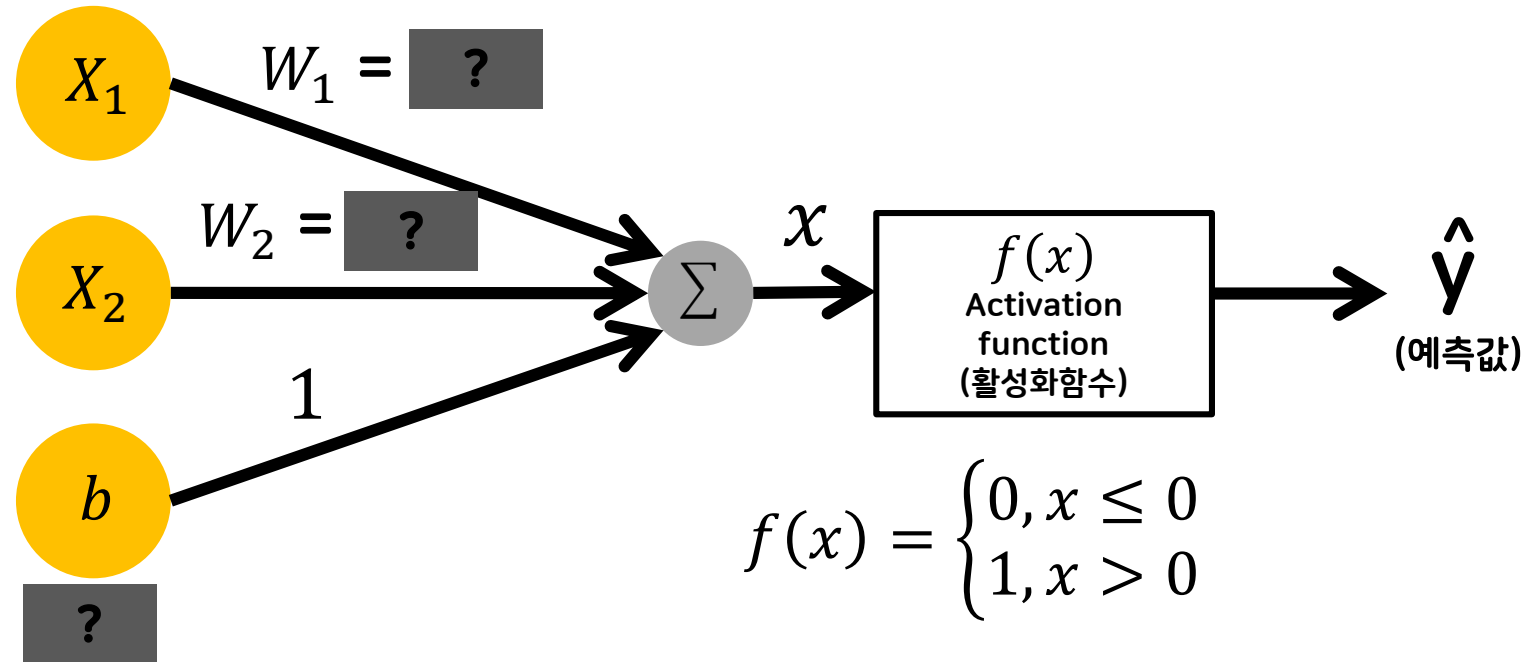 X₁
W₁ = ?
W₂ = ?
X₂
1
b
?
∑
x
f(x)
Activation
function
(활성화함수)
ŷ
(예측값)
f(x) = {0, x ≤ 0
1, x > 0